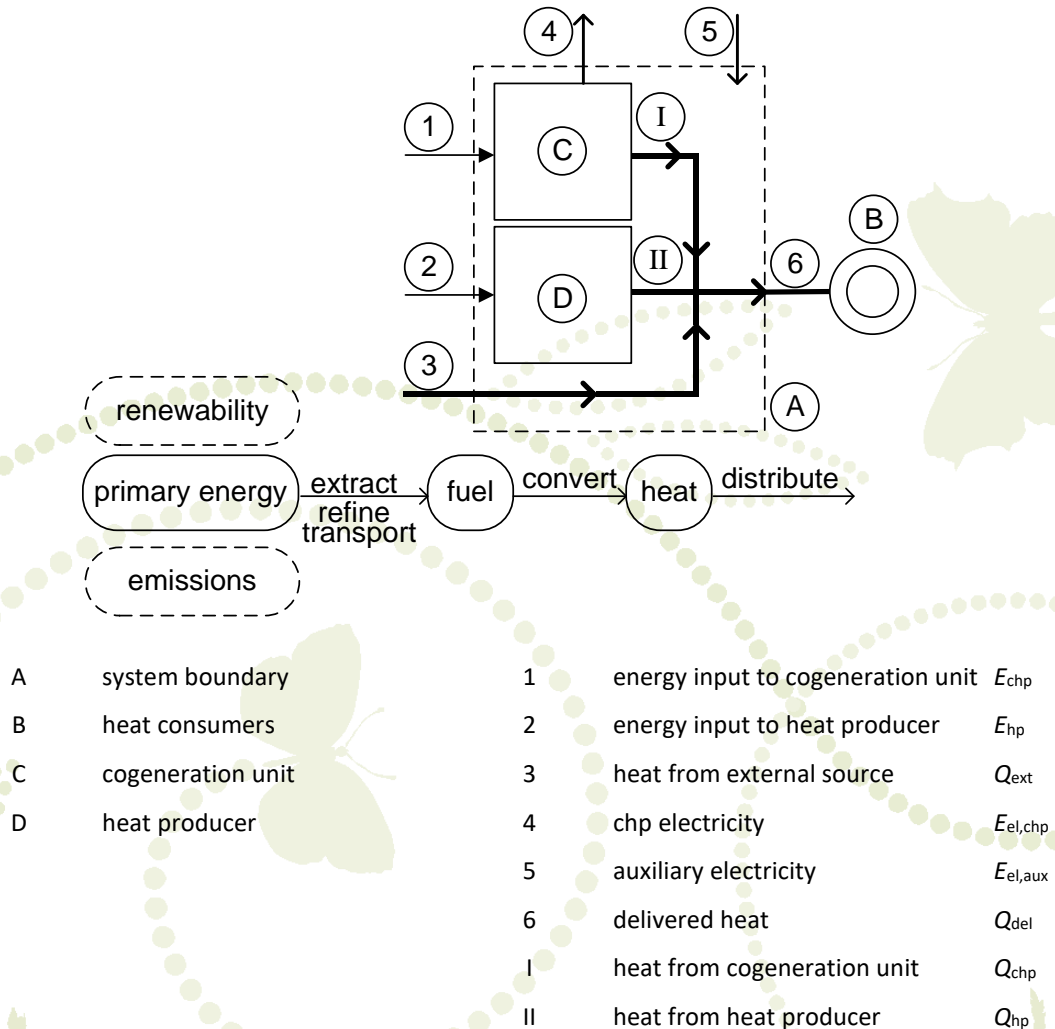 4
5
1
I
C
B
2
II
6
D
3
A
renewability
primary energy
extract
refine
transport
fuel
convert
heat
distribute
emissions
A system boundary 1 energy input to cogeneration unit Echp
B heat consumers 2 energy input to heat producer Ehp
C cogeneration unit 3 heat from external source Qext
D heat producer 4 chp electricity Eel,chp
5 auxiliary electricity Eel,aux
6 delivered heat Qdel
I heat from cogeneration unit Qchp
II heat from heat producer Qhp